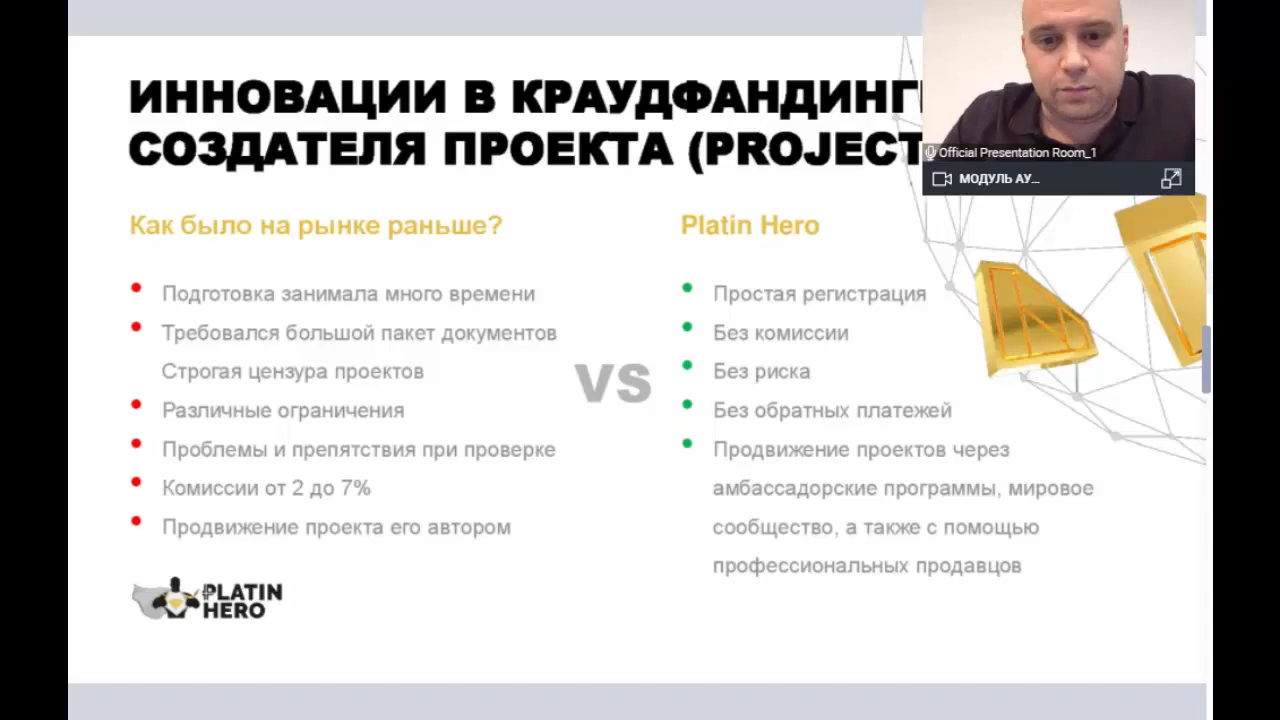 ИННОВАЦИИ В КРАУДФАНДИНГ
СОЗДАТЕЛЯ ПРОЕКТА (PROJECT
Official Presentation Room_1
МОДУЛЬ АУ...
Как было на рынке раньше?
Подготовка занимала много времени
Требовался большой пакет документов
Строгая цензура проектов
Различные ограничения
Проблемы и препятствия при проверке
Комиссии от 2 до 7%
Продвижение проекта его автором
VS
Platin Hero
Простая регистрация
Без комиссии
Без риска
Без обратных платежей
Продвижение проектов через
амбассадорские программы, мировое
сообщество, а также с помощью
профессиональных продавцов
PLATIN
HERO